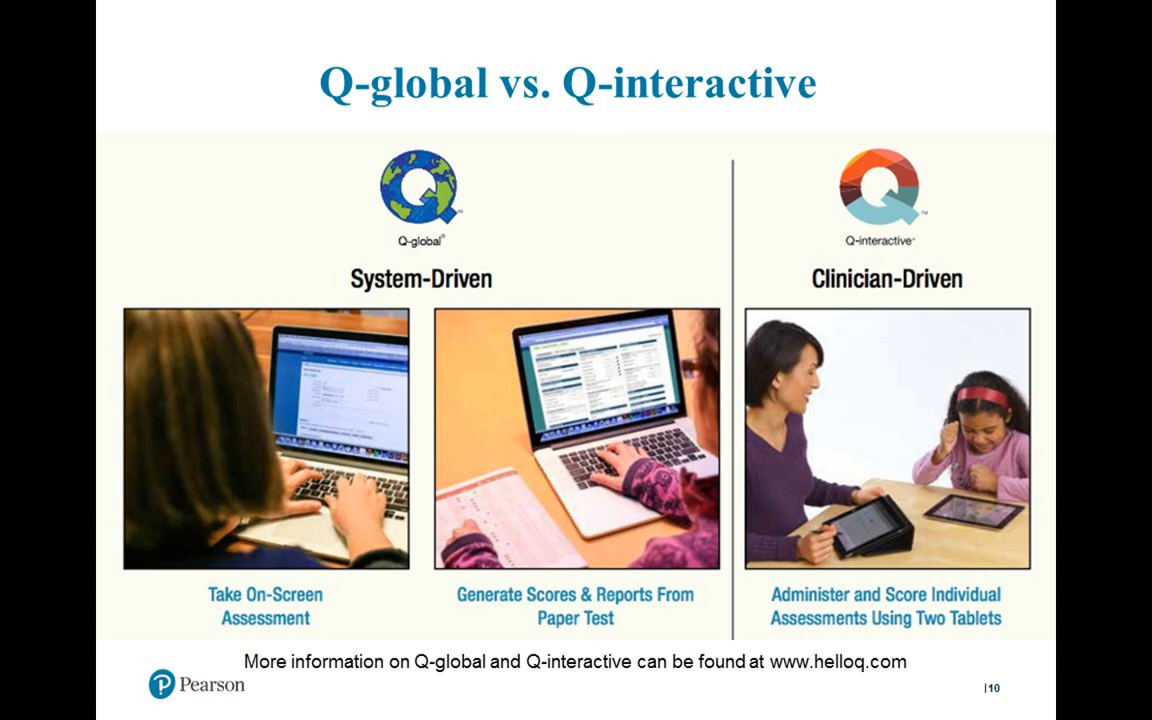 Q-global vs. Q-interactive
Q
Q
Q-global®
Q-interactive™
System-Driven
Clinician-Driven
Take On-Screen
Assessment
Generate Scores & Reports From
Paper Test
Administer and Score Individual
Assessments Using Two Tablets
More information on Q-global and Q-interactive can be found at www.helloq.com
P Pearson
|10